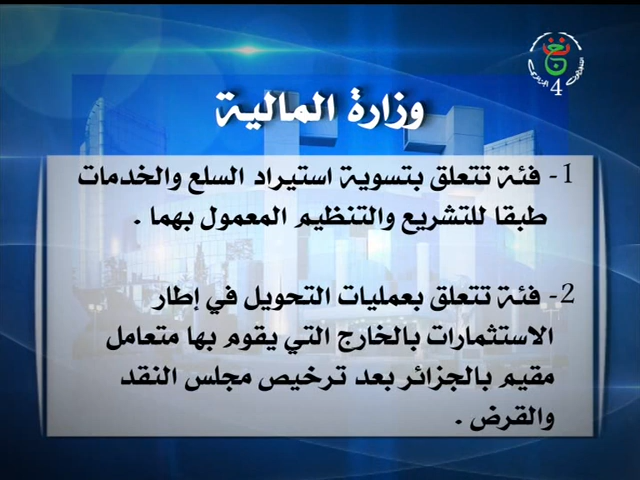 4
وزارة المالية
1- فئة تتعلق بتسوية استيراد السلع والخدمات
طبقا للتشريع والتنظيم المعمول بهما .
2- فئة تتعلق بعمليات التحويل في إطار
الاستثمارات بالخارج التي يقوم بها متعامل
مقيم بالجزائر بعد ترخيص مجلس النقد
والقرض .